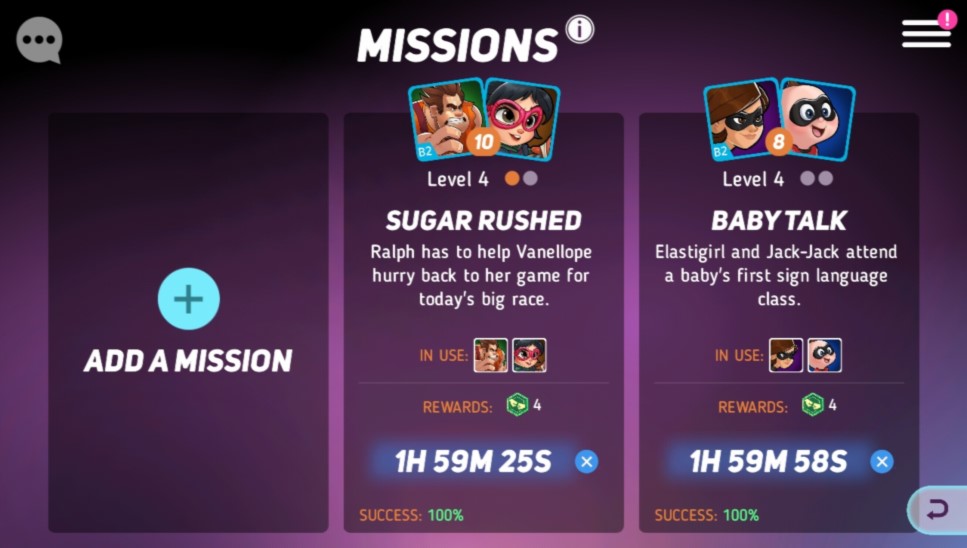 MISSIONS i
!
ADD A MISSION
B2 10
Level 4
SUGAR RUSHED
Ralph has to help Vanellope
hurry back to her game for
today's big race.
IN USE:
REWARDS: 4
1H 59M 25S
SUCCESS: 100%
B2 8
Level 4
BABY TALK
Elastigirl and Jack-Jack attend
a baby's first sign language
class.
IN USE:
REWARDS: 4
1H 59M 58S
SUCCESS: 100%